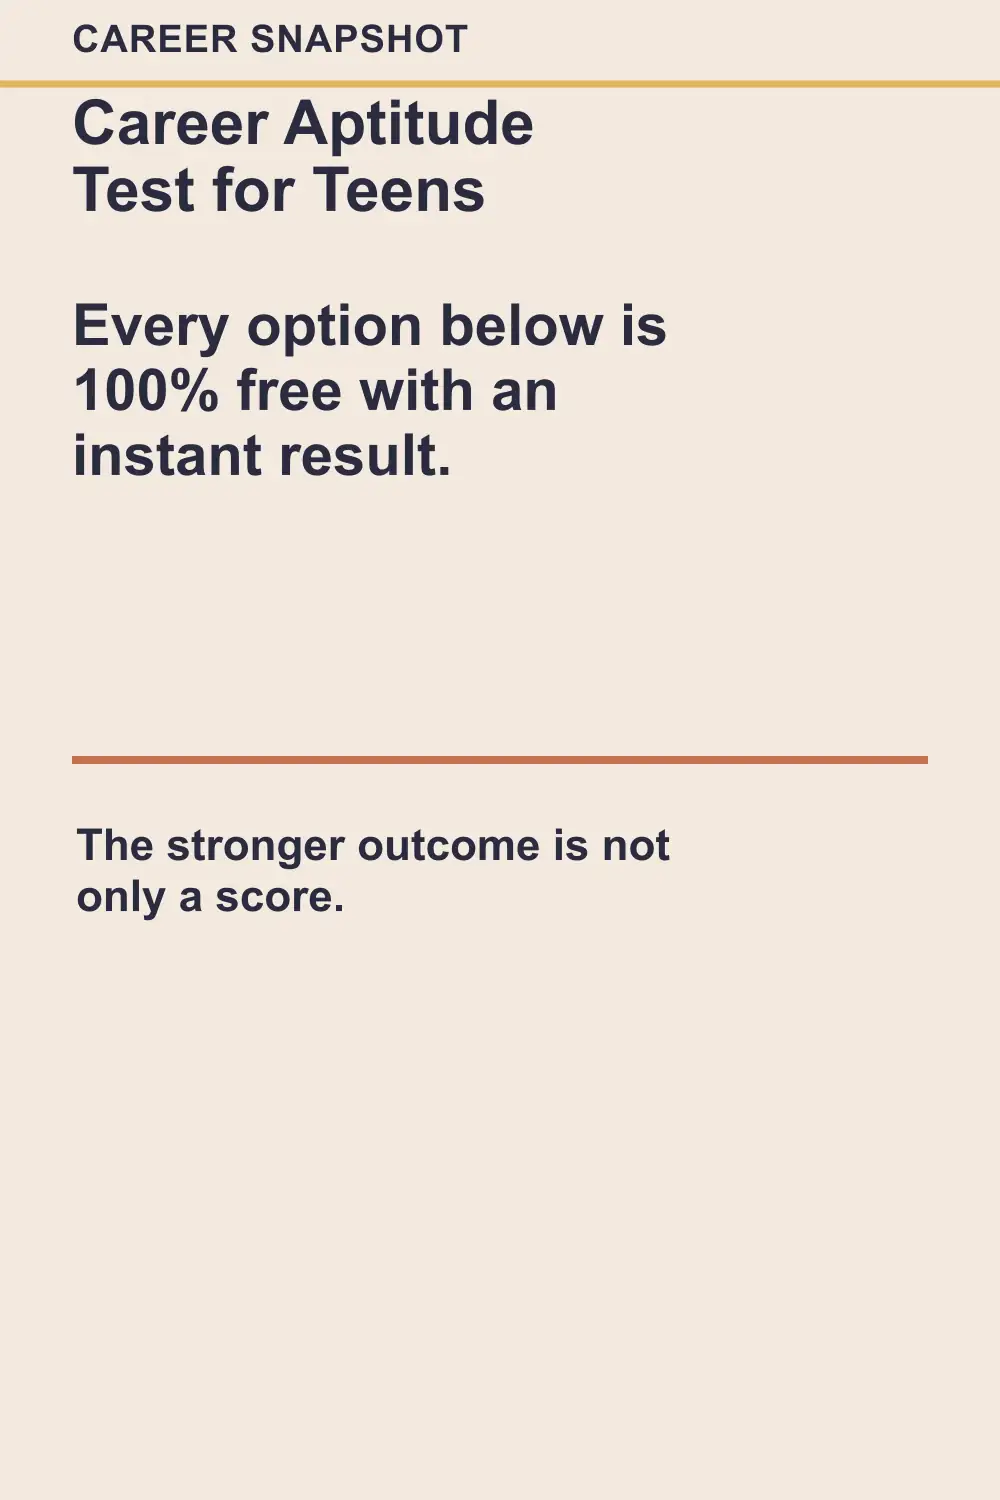 CAREER SNAPSHOT
Career Aptitude
Test for Teens
Every option below is
100% free with an
instant result.
The stronger outcome is not
only a score.